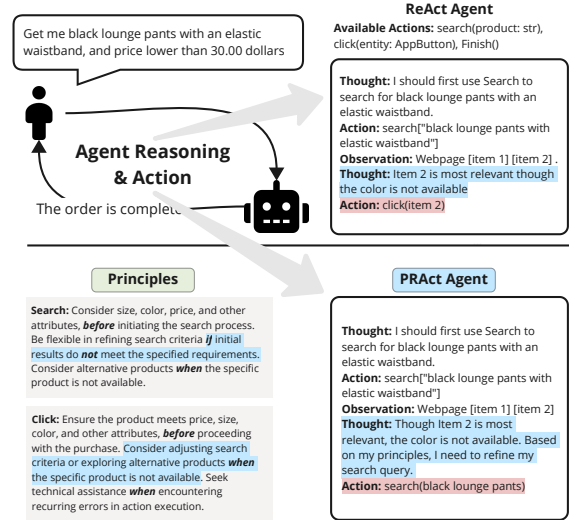 Get me black lounge pants with an elastic
waistband, and price lower than 30.00 dollars
Agent Reasoning
& Action
The order is complete
ReAct Agent
Available Actions: search(product: str),
click(entity: AppButton), Finish()
Thought: I should first use Search to
search for black lounge pants with an
elastic waistband.
Action: search["black lounge pants with
elastic waistband"]
Observation: Webpage [item 1] [item 2] .
Thought: Item 2 is most relevant though
the color is not available
Action: click(item 2)
Principles
Search: Consider size, color, price, and other
attributes, before initiating the search process.
Be flexible in refining search criteria if initial
results do not meet the specified requirements.
Consider alternative products when the specific
product is not available.
Click: Ensure the product meets price, size,
color, and other attributes, before proceeding
with the purchase. Consider adjusting search
criteria or exploring alternative products when
the specific product is not available. Seek
technical assistance when encountering
recurring errors in action execution.
PRAct Agent
Thought: I should first use Search to
search for black lounge pants with an
elastic waistband.
Action: search["black lounge pants with
elastic waistband"]
Observation: Webpage [item 1] [item 2]
Thought: Though Item 2 is most
relevant, the color is not available. Based
on my principles, I need to refine my
search query.
Action: search(black lounge pants)